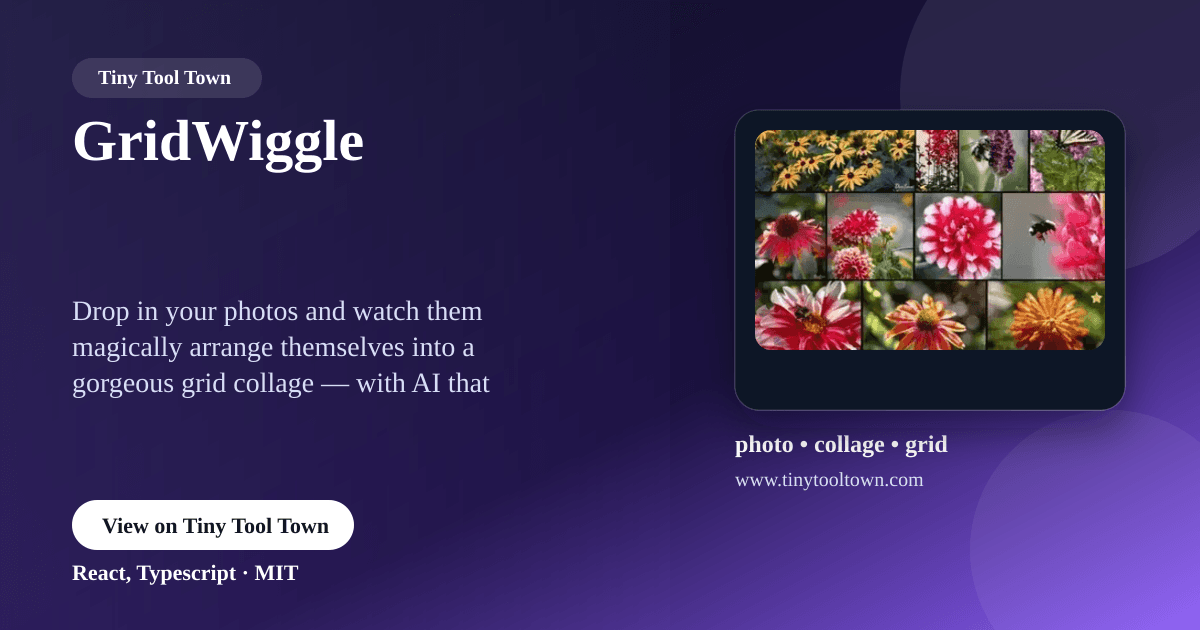 Tiny Tool Town
GridWiggle
Drop in your photos and watch them
magically arrange themselves into a
gorgeous grid collage — with AI that
View on Tiny Tool Town
React, Typescript · MIT
photo • collage • grid
www.tinytooltown.com